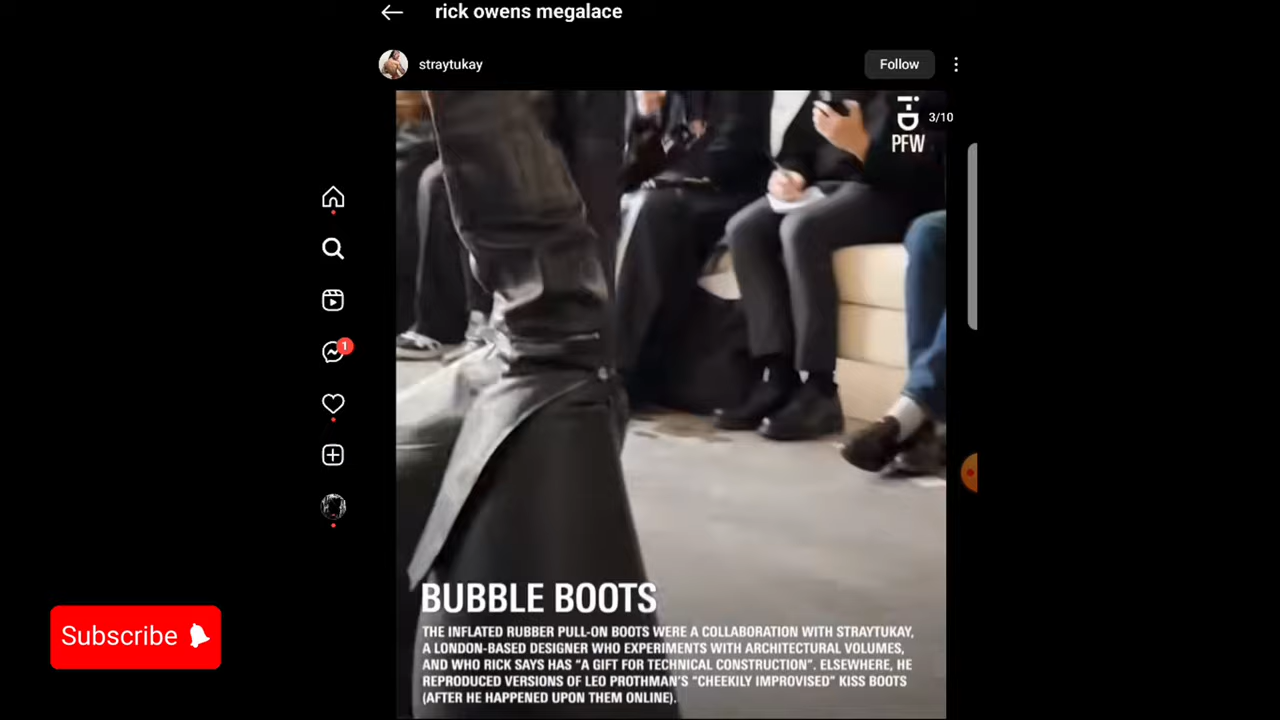 rick owens megalace
straytukay
Follow
i-D
3/10
PFW
1
BUBBLE BOOTS
THE INFLATED RUBBER PULL-ON BOOTS WERE A COLLABORATION WITH STRAYTUKAY,
A LONDON-BASED DESIGNER WHO EXPERIMENTS WITH ARCHITECTURAL VOLUMES,
AND WHO RICK SAYS HAS "A GIFT FOR TECHNICAL CONSTRUCTION". ELSEWHERE, HE
REPRODUCED VERSIONS OF LEO PROTHMAN'S "CHEEKILY IMPROVISED" KISS BOOTS
(AFTER HE HAPPENED UPON THEM ONLINE).
Subscribe